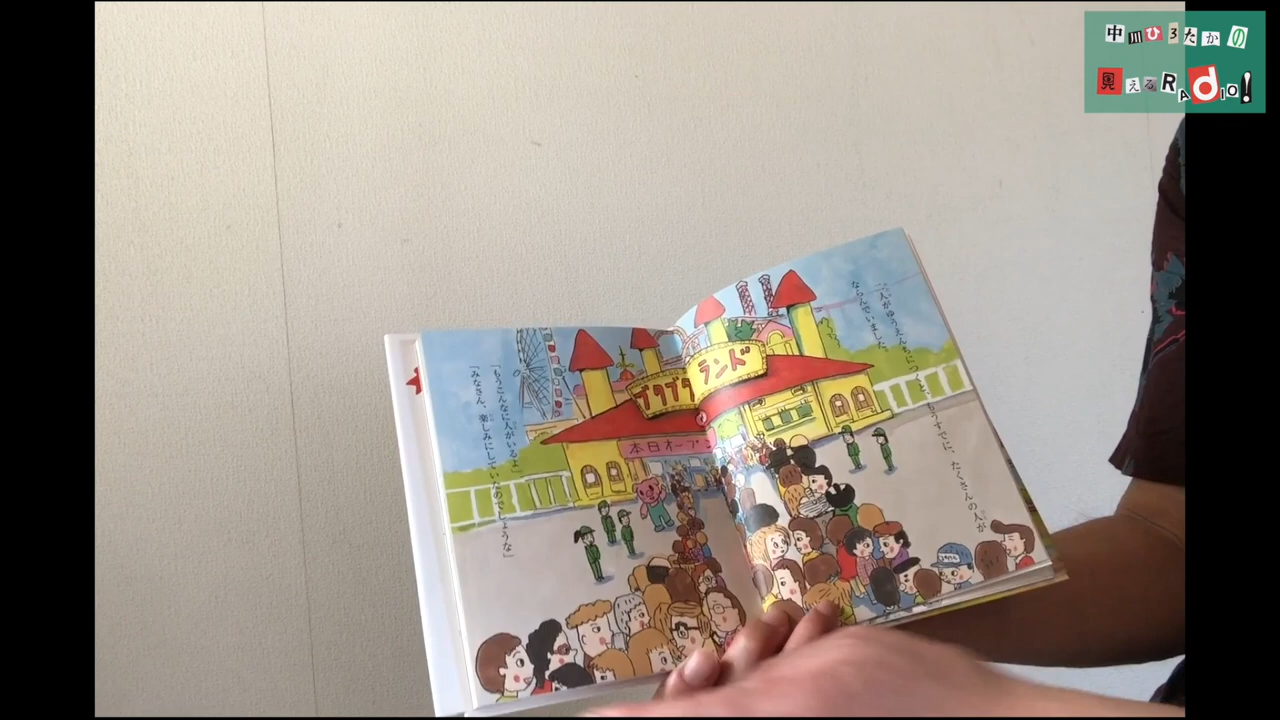 中川ひろたかの
見えるRADIO!
二人がゆうえんちにつくと、もうすでに、たくさんの人が
ならんでいました。
ブタブタランド
本日オープン
「もうこんなに人がいるよ」
「みなさん、楽しみにしていたのでしょうな」